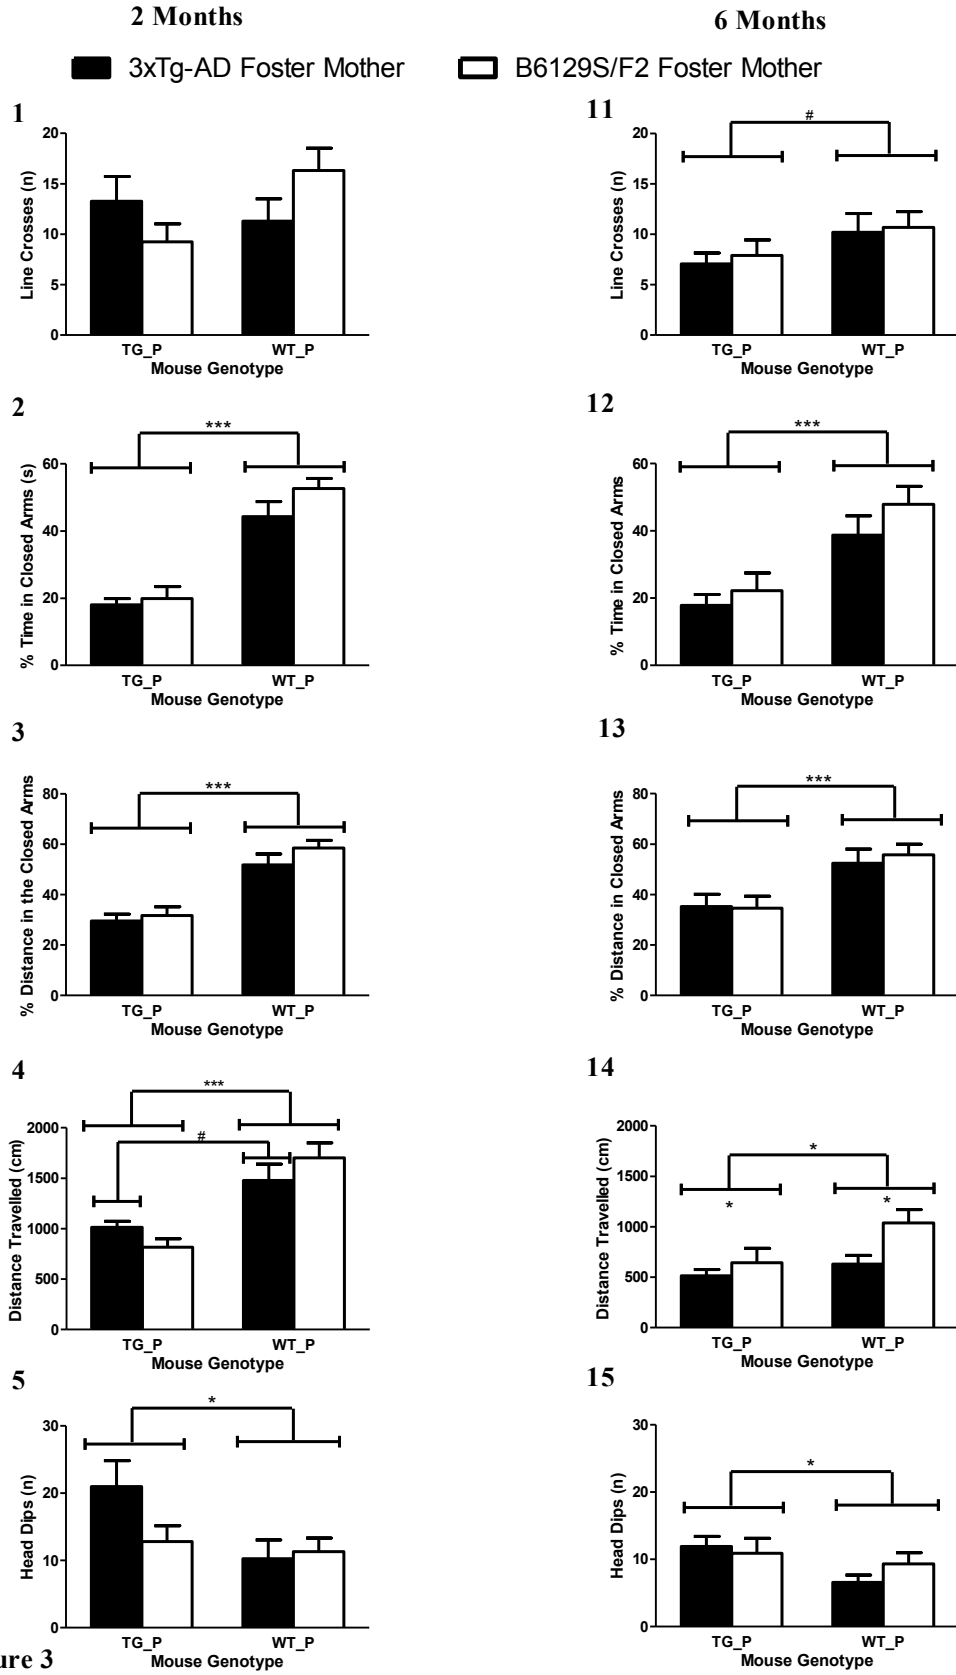 2 Months
6 Months
3xTg-AD Foster Mother
B6129S/F2 Foster Mother
1
Line Crosses (n)
20
15
10
5
0
TG_P
WT_P
Mouse Genotype
11
#
Line Crosses (n)
20
15
10
5
0
TG_P
WT_P
Mouse Genotype
2
***
% Time in Closed Arms (s)
60
40
20
0
TG_P
WT_P
Mouse Genotype
12
***
% Time in Closed Arms
60
40
20
0
TG_P
WT_P
Mouse Genotype
3
***
% Distance in the Closed Arms
80
60
40
20
0
TG_P
WT_P
Mouse Genotype
13
***
% Distance in Closed Arms
80
60
40
20
0
TG_P
WT_P
Mouse Genotype
4
***
#
Distance Travelled (cm)
2000
1500
1000
500
0
TG_P
WT_P
Mouse Genotype
14
*
*
*
Distance Travelled (cm)
2000
1500
1000
500
0
TG_P
WT_P
Mouse Genotype
5
*
Head Dips (n)
30
20
10
0
TG_P
WT_P
Mouse Genotype
15
*
Head Dips (n)
30
20
10
0
TG_P
WT_P
Mouse Genotype
ure 3